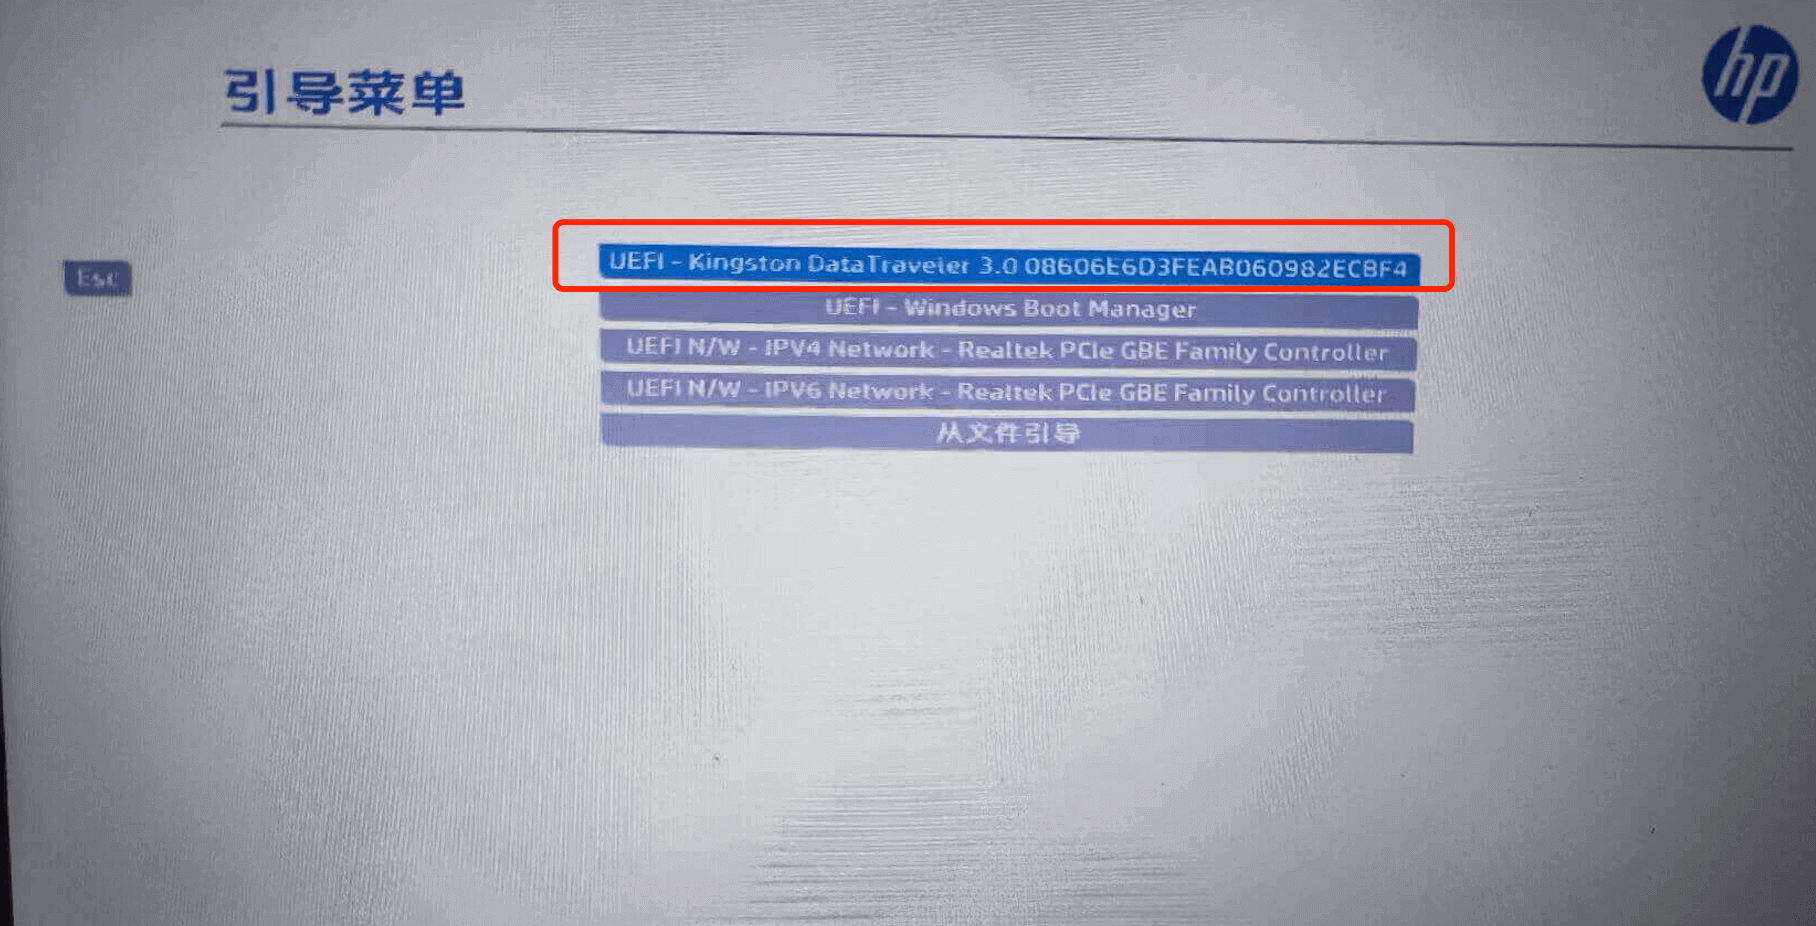 引导菜单
hp
Esc
UEFI - Kingston DataTraveler 3.0 08606E6D3FEAB060982ECBF4
UEFI - Windows Boot Manager
UEFI N/W - IPV4 Network - Realtek PCIe GBE Family Controller
UEFI N/W - IPV6 Network - Realtek PCIe GBE Family Controller
从文件引导